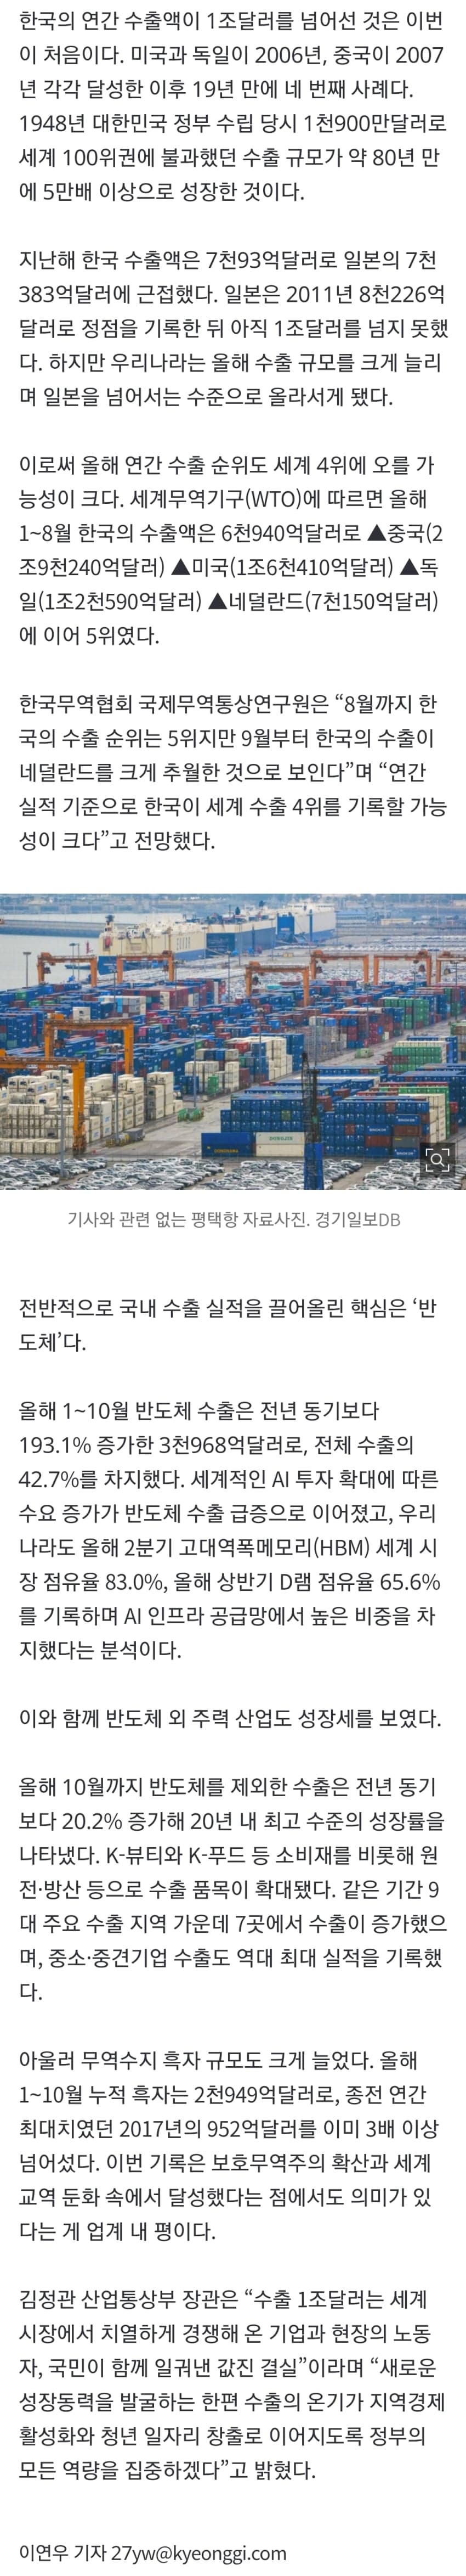 한국의 연간 수출액이 1조달러를 넘어선 것은 이번
이 처음이다. 미국과 독일이 2006년, 중국이 2007
년 각각 달성한 이후 19년 만에 네 번째 사례다.
1948년 대한민국 정부 수립 당시 1천900만달러로
세계 100위권에 불과했던 수출 규모가 약 80년 만
에 5만배 이상으로 성장한 것이다.
지난해 한국 수출액은 7천93억달러로 일본의 7천
383억달러에 근접했다. 일본은 2011년 8천226억
달러로 정점을 기록한 뒤 아직 1조달러를 넘지 못했
다. 하지만 우리나라는 올해 수출 규모를 크게 늘리
며 일본을 넘어서는 수준으로 올라서게 됐다.
이로써 올해 연간 수출 순위도 세계 4위에 오를 가
능성이 크다. 세계무역기구(WTO)에 따르면 올해
1~8월 한국의 수출액은 6천940억달러로 ▲중국(2
조9천240억달러) ▲미국(1조6천410억달러) ▲독
일(1조2천590억달러) ▲네덜란드(7천150억달러)
에 이어 5위였다.
한국무역협회 국제무역통상연구원은 “8월까지 한
국의 수출 순위는 5위지만 9월부터 한국의 수출이
네덜란드를 크게 추월한 것으로 보인다”며 “연간
실적 기준으로 한국이 세계 수출 4위를 기록할 가능
성이 크다”고 전망했다.
기사와 관련 없는 평택항 자료사진. 경기일보DB
전반적으로 국내 수출 실적을 끌어올린 핵심은 ‘반
도체’다.
올해 1~10월 반도체 수출은 전년 동기보다
193.1% 증가한 3천968억달러로, 전체 수출의
42.7%를 차지했다. 세계적인 AI 투자 확대에 따른
수요 증가가 반도체 수출 급증으로 이어졌고, 우리
나라도 올해 2분기 고대역폭메모리(HBM) 세계 시
장 점유율 83.0%, 올해 상반기 D램 점유율 65.6%
를 기록하며 AI 인프라 공급망에서 높은 비중을 차
지했다는 분석이다.
이와 함께 반도체 외 주력 산업도 성장세를 보였다.
올해 10월까지 반도체를 제외한 수출은 전년 동기
보다 20.2% 증가해 20년 내 최고 수준의 성장률을
나타냈다. K-뷰티와 K-푸드 등 소비재를 비롯해 원
전·방산 등으로 수출 품목이 확대됐다. 같은 기간 9
대 주요 수출 지역 가운데 7곳에서 수출이 증가했으
며, 중소·중견기업 수출도 역대 최대 실적을 기록했
다.
아울러 무역수지 흑자 규모도 크게 늘었다. 올해
1~10월 누적 흑자는 2천949억달러로, 종전 연간
최대치였던 2017년의 952억달러를 이미 3배 이상
넘어섰다. 이번 기록은 보호무역주의 확산과 세계
교역 둔화 속에서 달성했다는 점에서도 의미가 있
다는 게 업계 내 평이다.
김정관 산업통상부 장관은 “수출 1조달러는 세계
시장에서 치열하게 경쟁해 온 기업과 현장의 노동
자, 국민이 함께 일궈낸 값진 결실”이라며 “새로운
성장동력을 발굴하는 한편 수출의 온기가 지역경제
활성화와 청년 일자리 창출로 이어지도록 정부의
모든 역량을 집중하겠다”고 밝혔다.
이연우 기자 27yw@kyeonggi.com